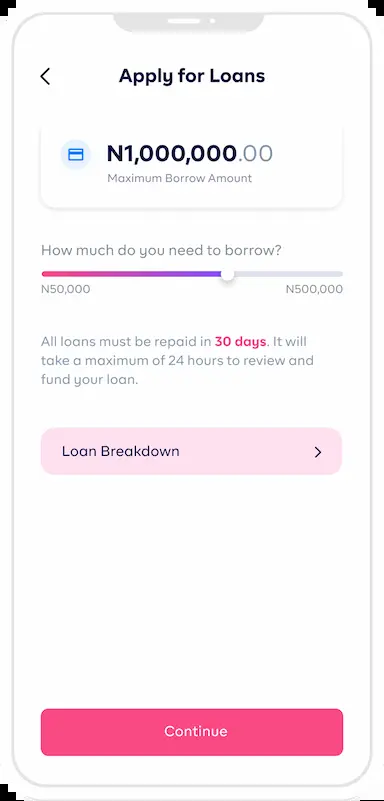 Apply for Loans
N1,000,000.00
Maximum Borrow Amount
How much do you need to borrow?
N50,000 N500,000
All loans must be repaid in 30 days. It will
take a maximum of 24 hours to review and
fund your loan.
Loan Breakdown
Continue